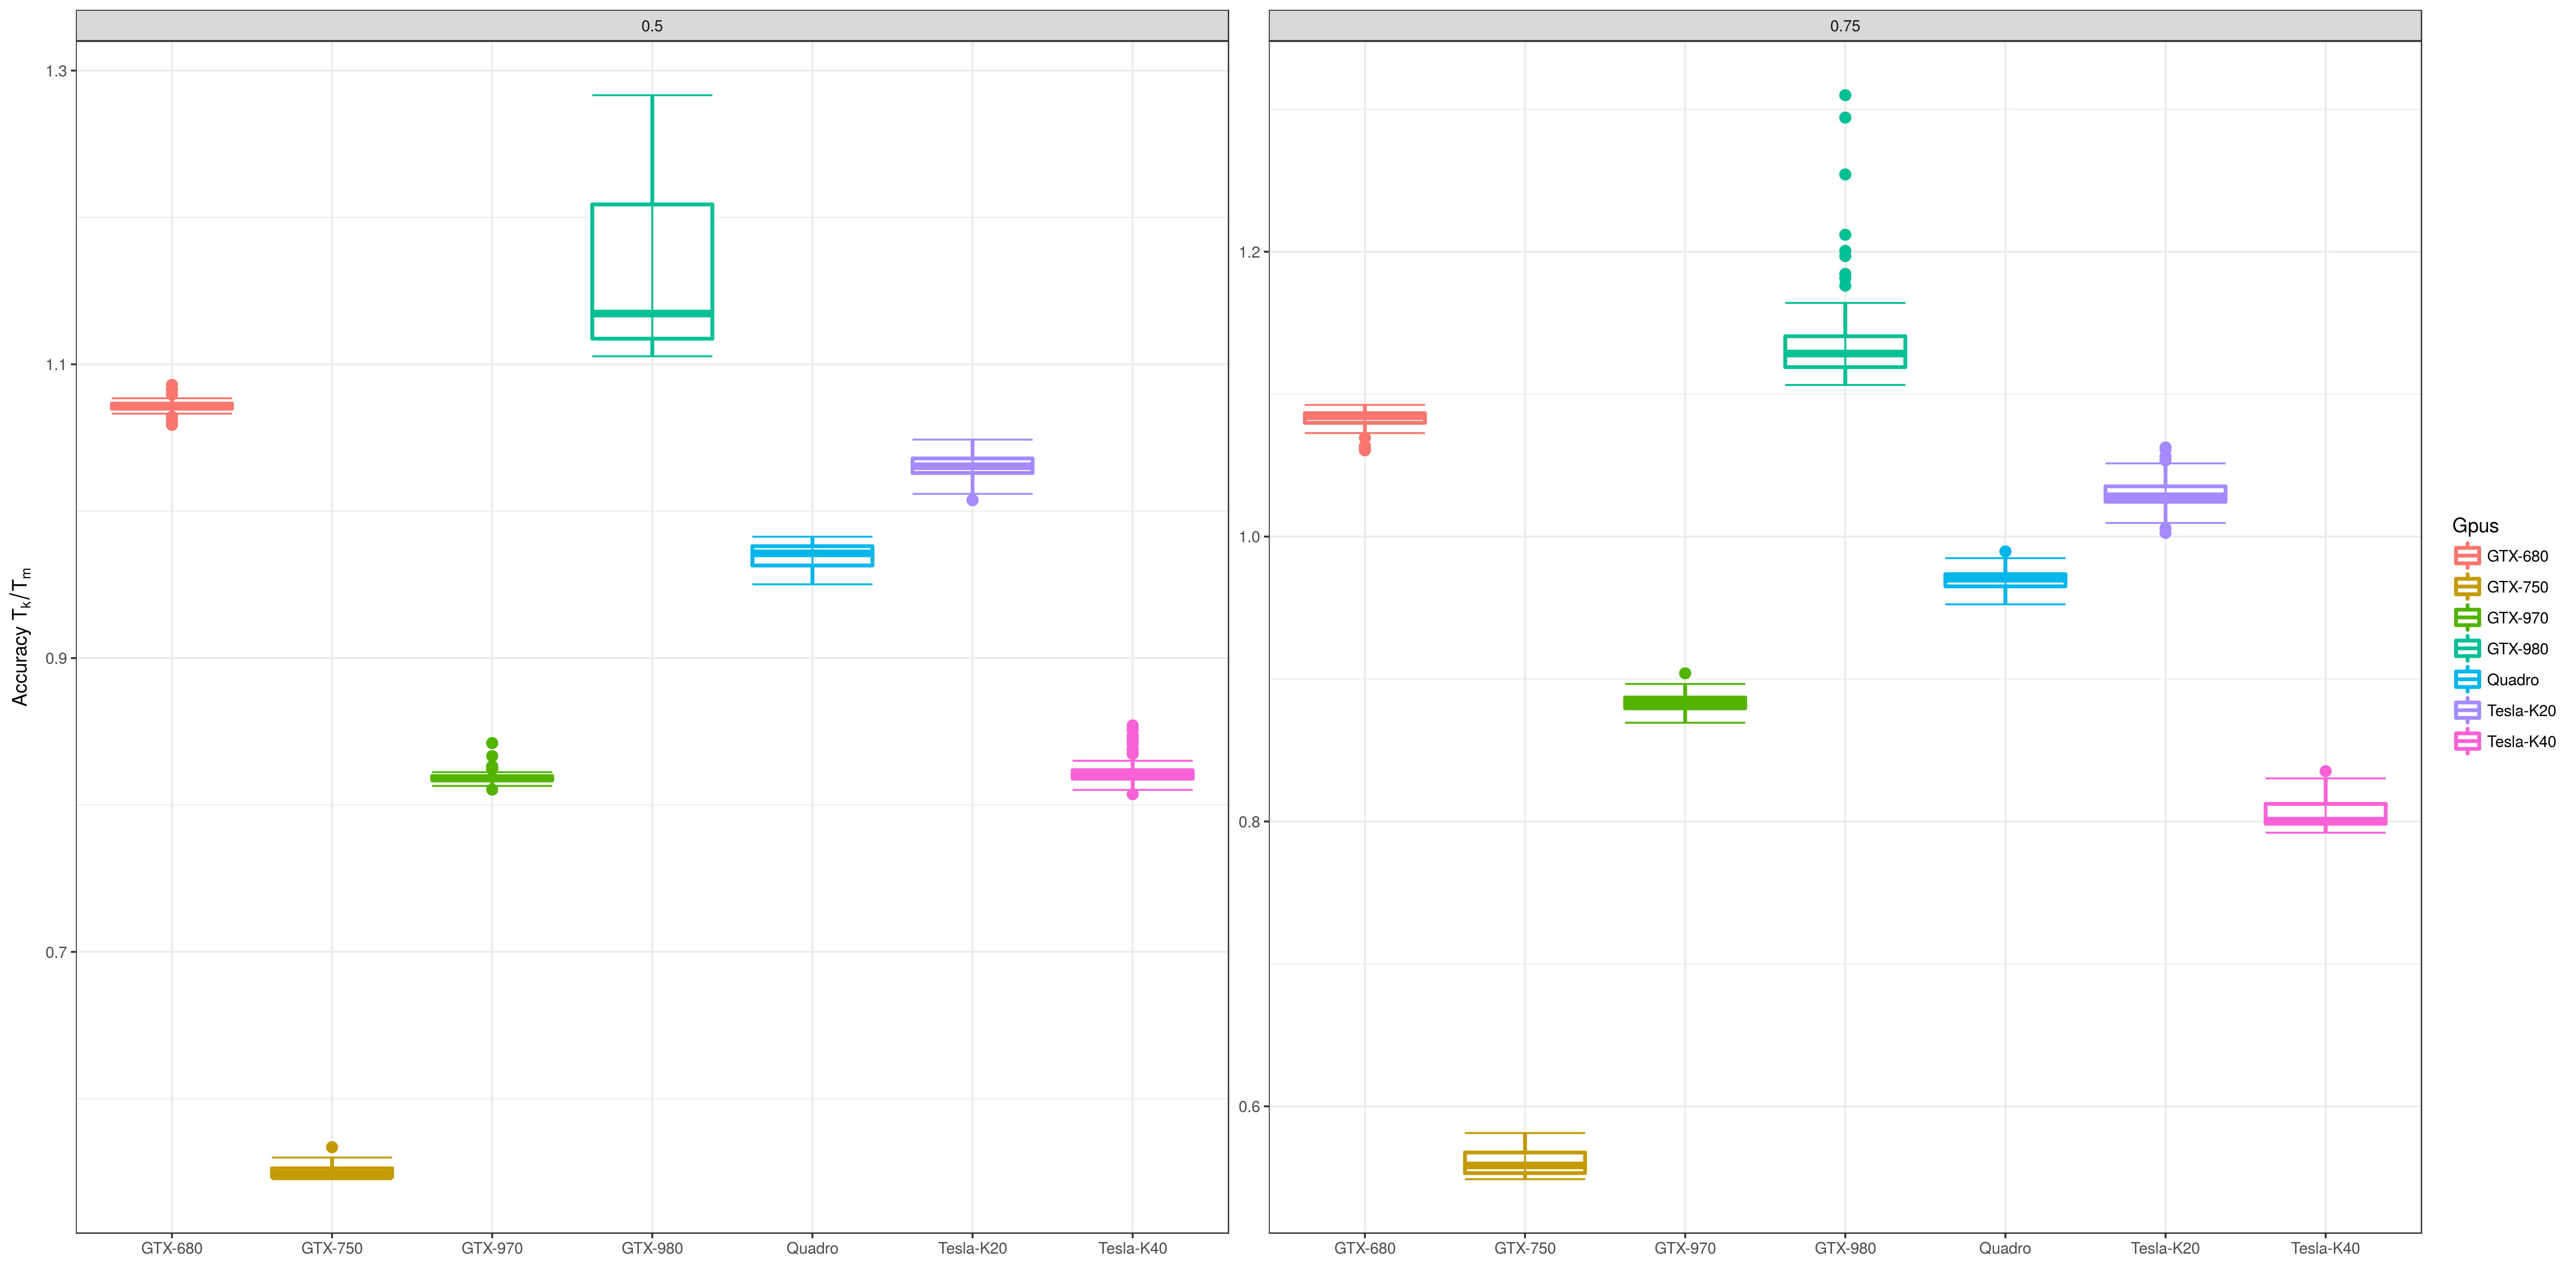 0.5
0.75
Accuracy Tₖ/Tₘ
1.3
1.1
0.9
0.7
1.2
1.0
0.8
0.6
GTX-680 GTX-750 GTX-970 GTX-980 Quadro Tesla-K20 Tesla-K40
GTX-680 GTX-750 GTX-970 GTX-980 Quadro Tesla-K20 Tesla-K40
Gpus
GTX-680
GTX-750
GTX-970
GTX-980
Quadro
Tesla-K20
Tesla-K40